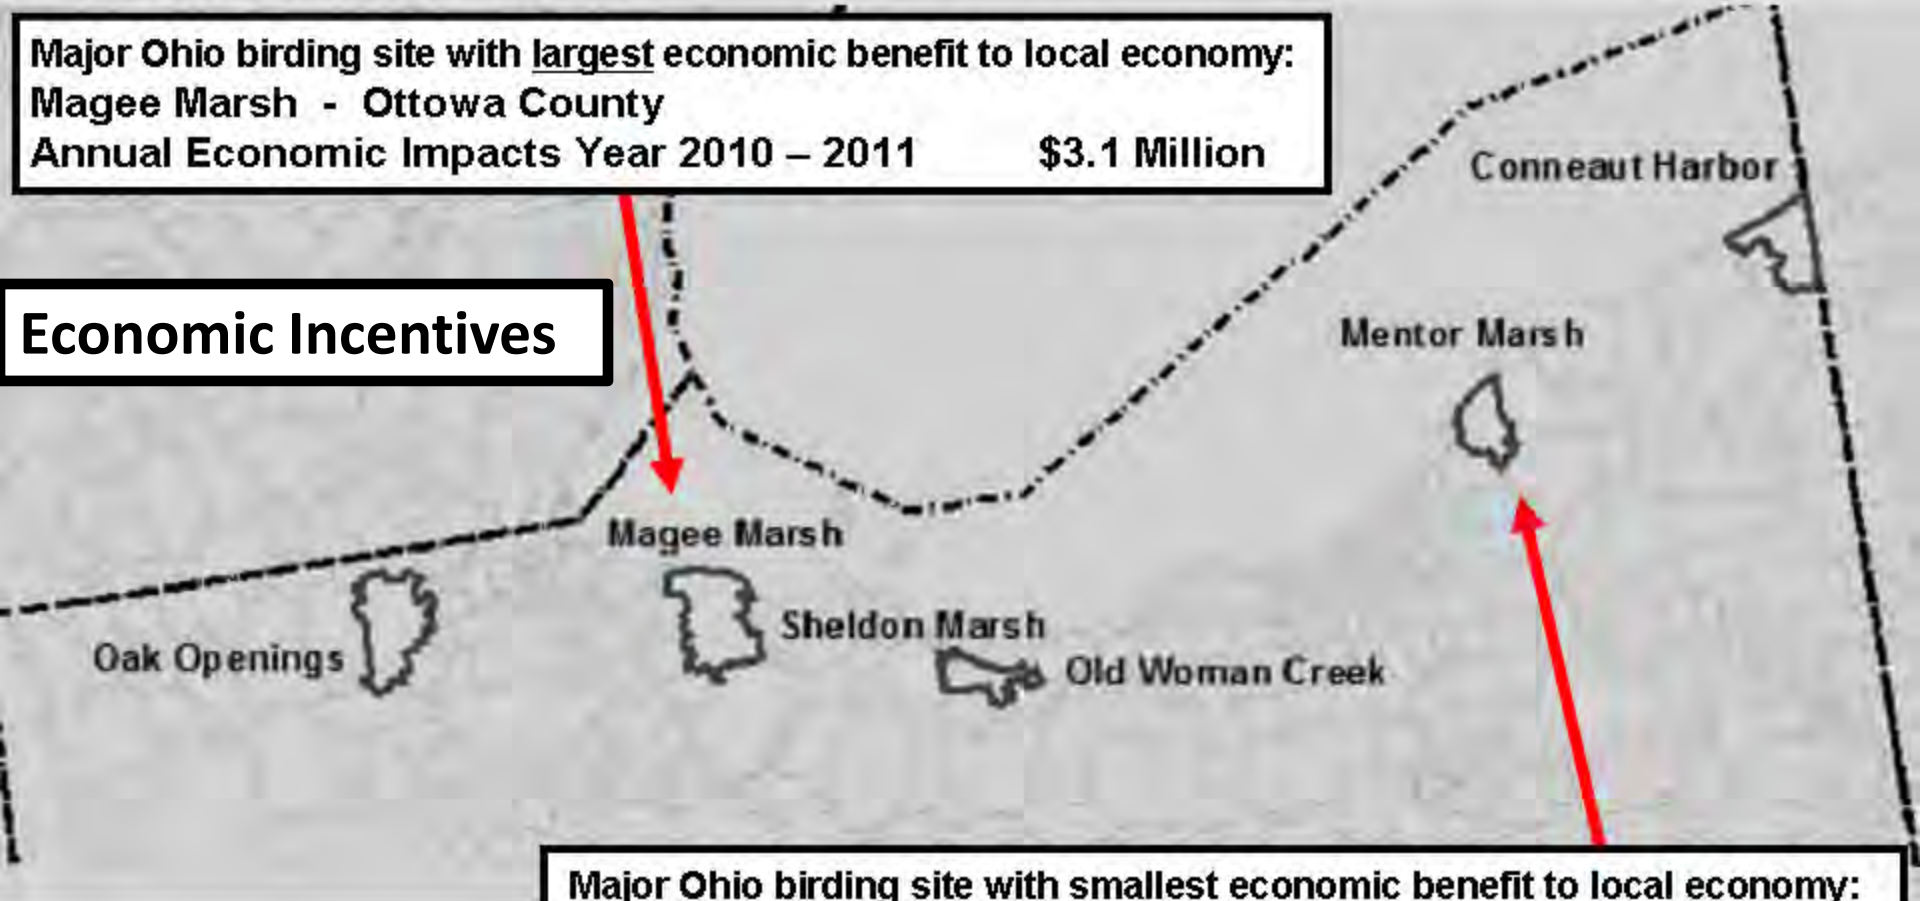 Major Ohio birding site with largest economic benefit to local economy:
Magee Marsh - Ottowa County
Annual Economic Impacts Year 2010 – 2011 $3.1 Million
Conneaut Harbor
Economic Incentives
Mentor Marsh
Magee Marsh
Sheldon Marsh
Oak Openings
Old Woman Creek
Major Ohio birding site with smallest economic benefit to local economy: